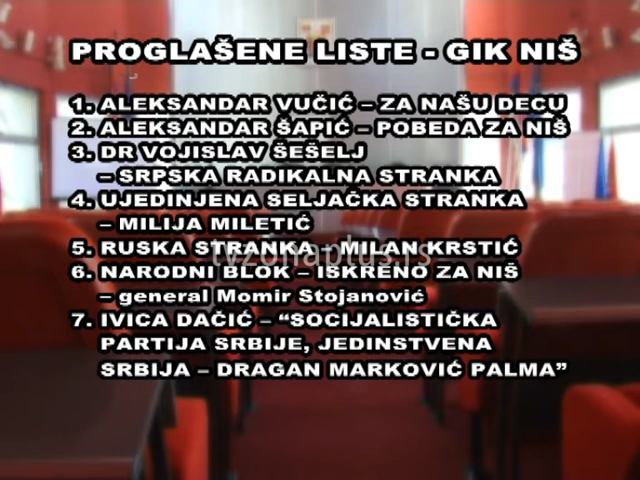 PROGLAŠENE LISTE - GIK NIŠ
1. ALEKSANDAR VUČIĆ – ZA NAŠU DECU
2. ALEKSANDAR ŠAPIĆ – POBEDA ZA NIŠ
3. DR VOJISLAV ŠEŠELJ
– SRPSKA RADIKALNA STRANKA
4. UJEDINJENA SELJAČKA STRANKA
– MILIJA MILETIĆ
5. RUSKA STRANKA – MILAN KRSTIĆ
tvzonaplus.rs
6. NARODNI BLOK – ISKRENO ZA NIŠ
– general Momir Stojanović
7. IVICA DAČIĆ – “SOCIJALISTIČKA
PARTIJA SRBIJE, JEDINSTVENA
SRBIJA – DRAGAN MARKOVIĆ PALMA”